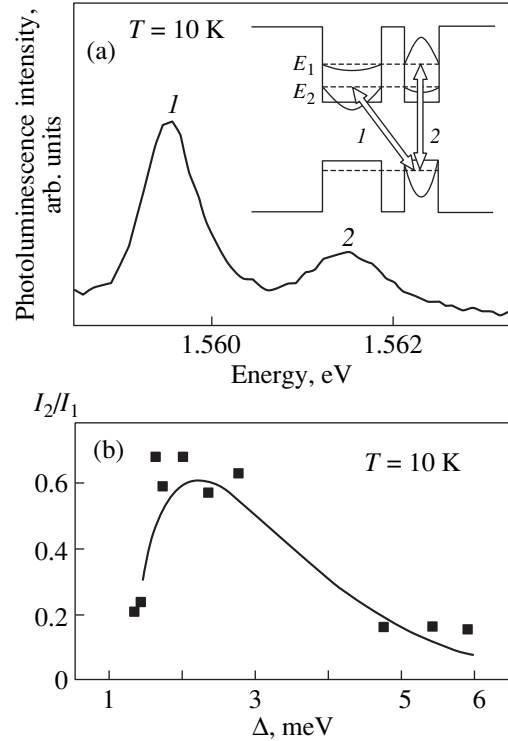 Photoluminescence intensity,
arb. units
(a)
T = 10 K
1
2
E1
E2
1
2
1.560
1.562
Energy, eV
I2/I1
(b)
T = 10 K
0.6
0.4
0.2
0
1
3
5
6
Δ, meV